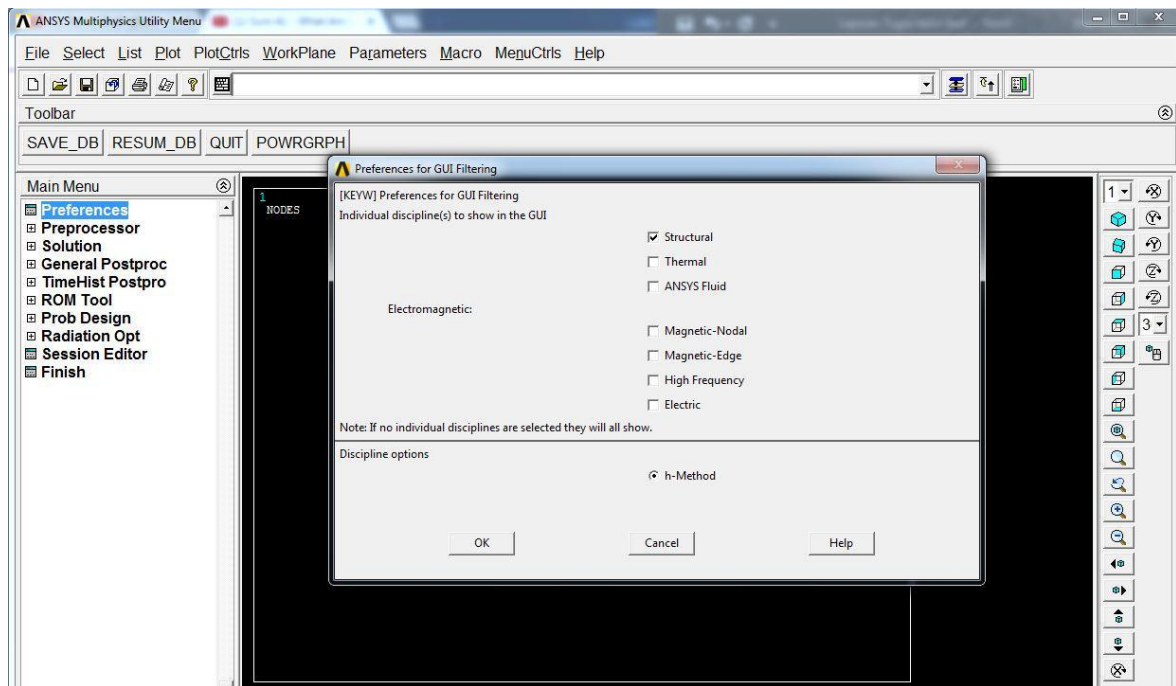 ANSYS Multiphysics Utility Menu
File Select List Plot PlotCtrls WorkPlane Parameters Macro MenuCtrls Help
Toolbar
SAVE_DB RESUM_DB QUIT POWRGRPH
Main Menu
Preferences
Preprocessor
Solution
General Postproc
TimeHist Postpro
ROM Tool
Prob Design
Radiation Opt
Session Editor
Finish
1
NODES
Preferences for GUI Filtering
[KEYW] Preferences for GUI Filtering
Individual discipline(s) to show in the GUI
Structural
Thermal
ANSYS Fluid
Electromagnetic:
Magnetic-Nodal
Magnetic-Edge
High Frequency
Electric
Note: If no individual disciplines are selected they will all show.
Discipline options
h-Method
OK Cancel Help
1
3